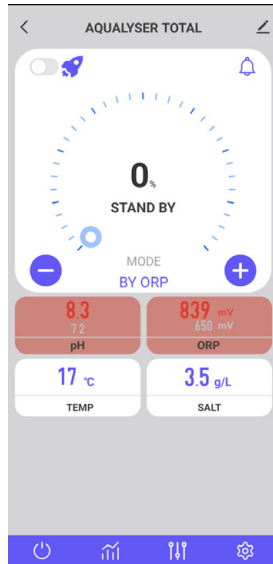 AQUALYSER TOTAL
0%
STAND BY
MODE
BY ORP
8.3
7.2
pH
839 mV
650 mV
ORP
17 °C
TEMP
3.5 g/L
SALT